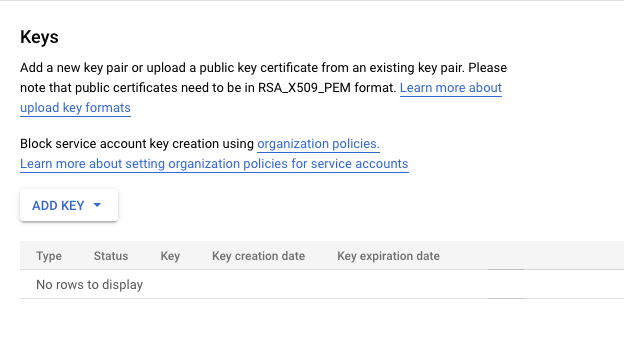 Keys
Add a new key pair or upload a public key certificate from an existing key pair. Please
note that public certificates need to be in RSA_X509_PEM format. Learn more about
upload key formats
Block service account key creation using organization policies.
Learn more about setting organization policies for service accounts
ADD KEY
Type Status Key Key creation date Key expiration date
No rows to display